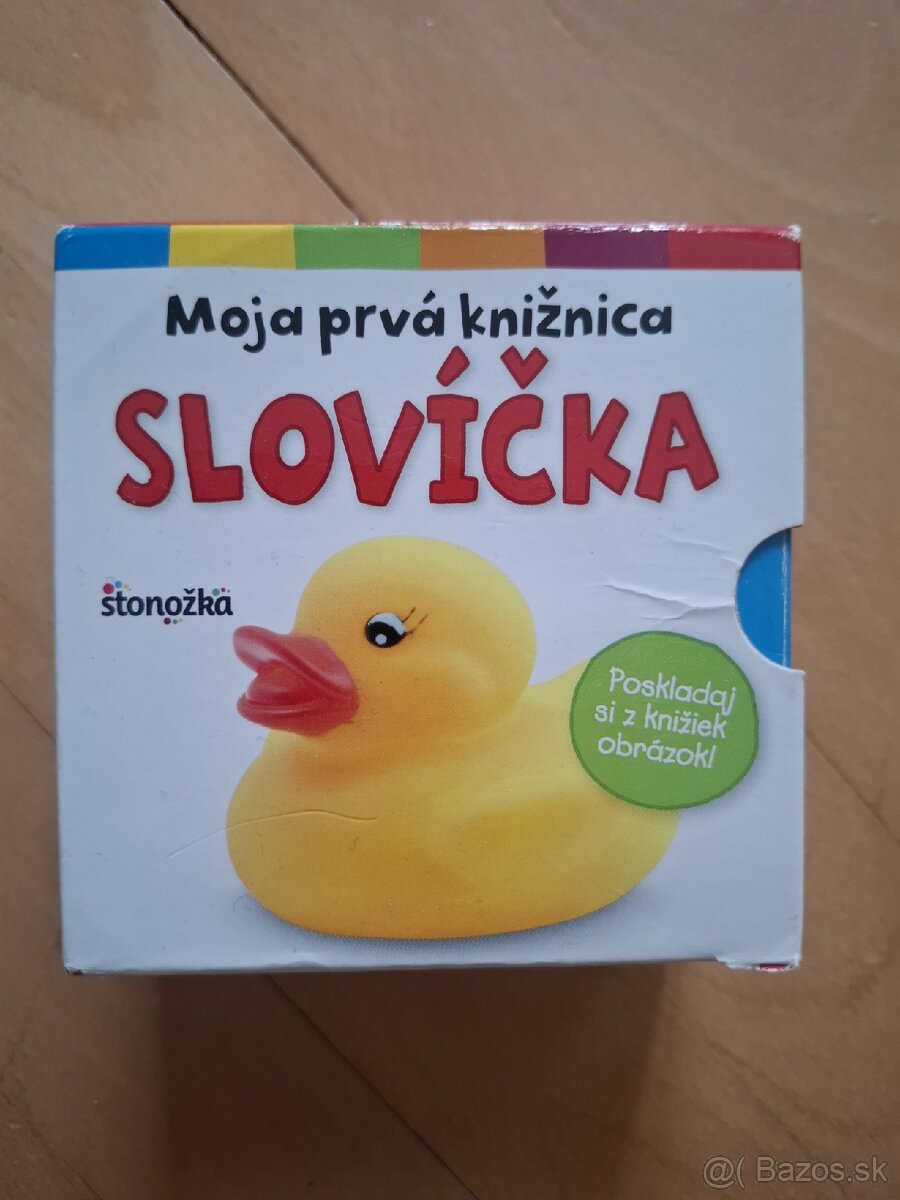 Moja prvá knižnica
SLOVÍČKA
stonožka
Poskladaj
si z knižiek
obrázok!
@( Bazos.sk